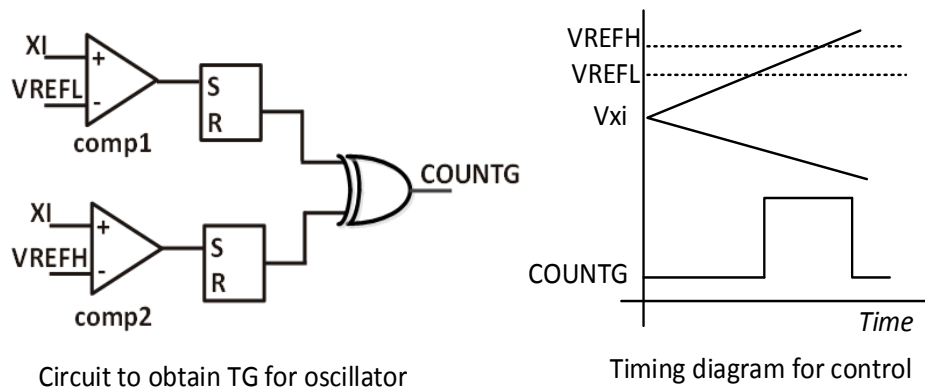 XI
+
VREFL
-
comp1
S
R
XI
+
VREFH
-
comp2
S
R
COUNTG
Circuit to obtain TG for oscillator
VREFH
VREFL
Vxi
COUNTG
Time
Timing diagram for control